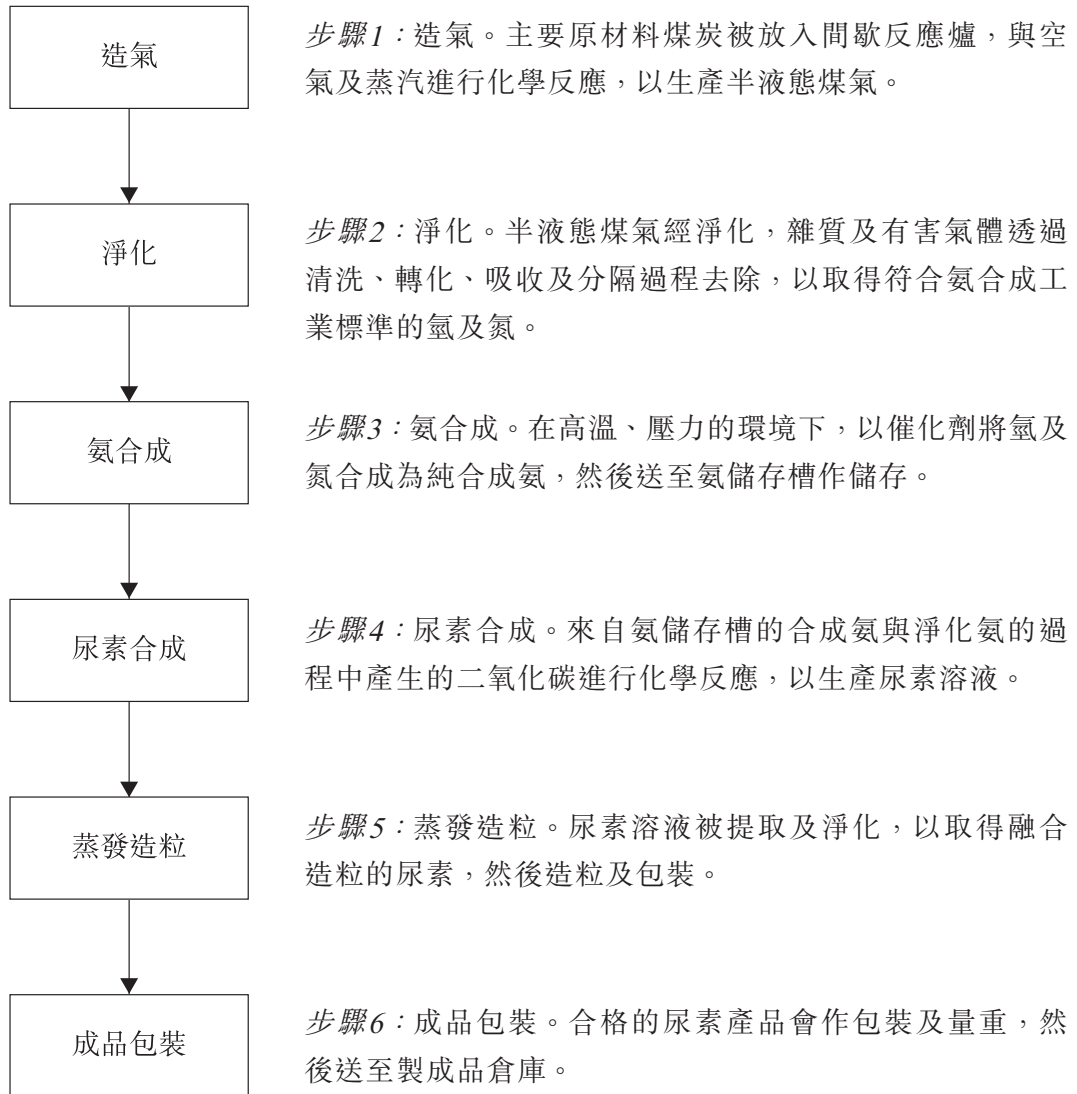 造氣
步驟1：造氣。主要原材料煤炭被放入間歇反應爐，與空
氣及蒸汽進行化學反應，以生產半液態煤氣。
淨化
步驟2：淨化。半液態煤氣經淨化，雜質及有害氣體透過
清洗、轉化、吸收及分隔過程去除，以取得符合氨合成工
業標準的氫及氮。
氨合成
步驟3：氨合成。在高溫、壓力的環境下，以催化劑將氫及
氮合成為純合成氨，然後送至氨儲存槽作儲存。
尿素合成
步驟4：尿素合成。來自氨儲存槽的合成氨與淨化氨的過
程中產生的二氧化碳進行化學反應，以生產尿素溶液。
蒸發造粒
步驟5：蒸發造粒。尿素溶液被提取及淨化，以取得融合
造粒的尿素，然後造粒及包裝。
成品包裝
步驟6：成品包裝。合格的尿素產品會作包裝及量重，然
後送至製成品倉庫。